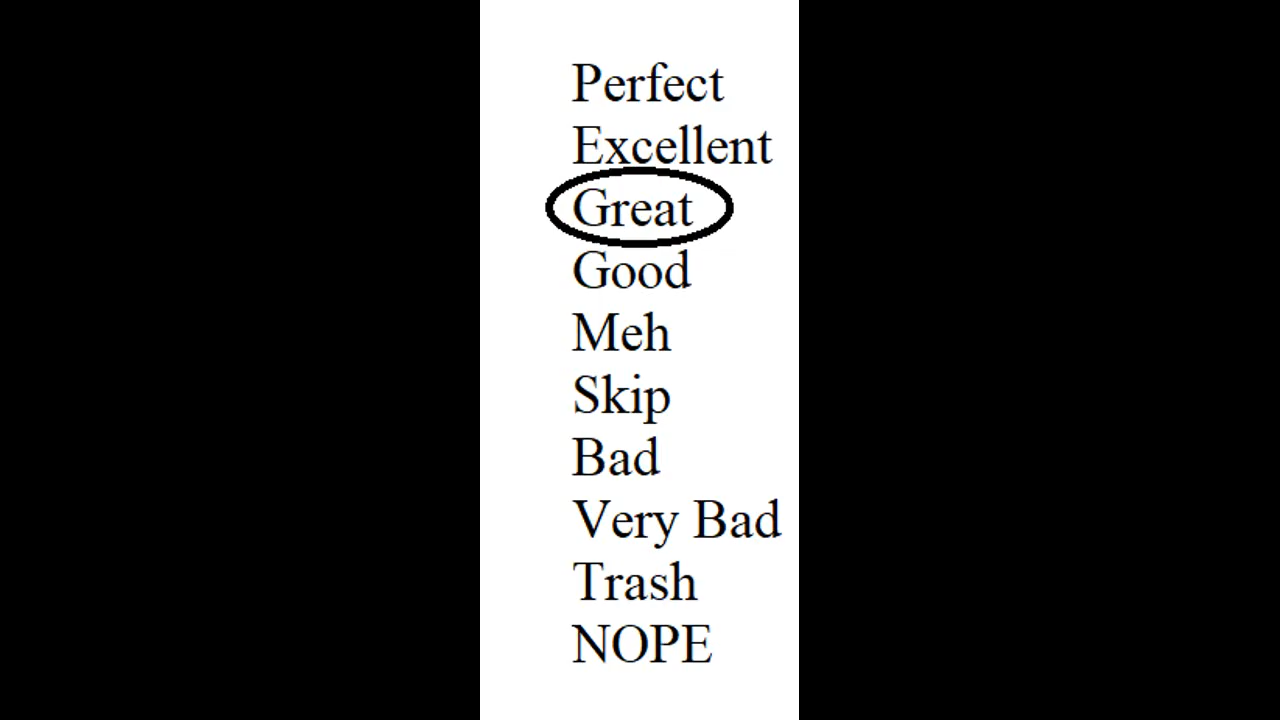 Perfect
Excellent
Great
Good
Meh
Skip
Bad
Very Bad
Trash
NOPE